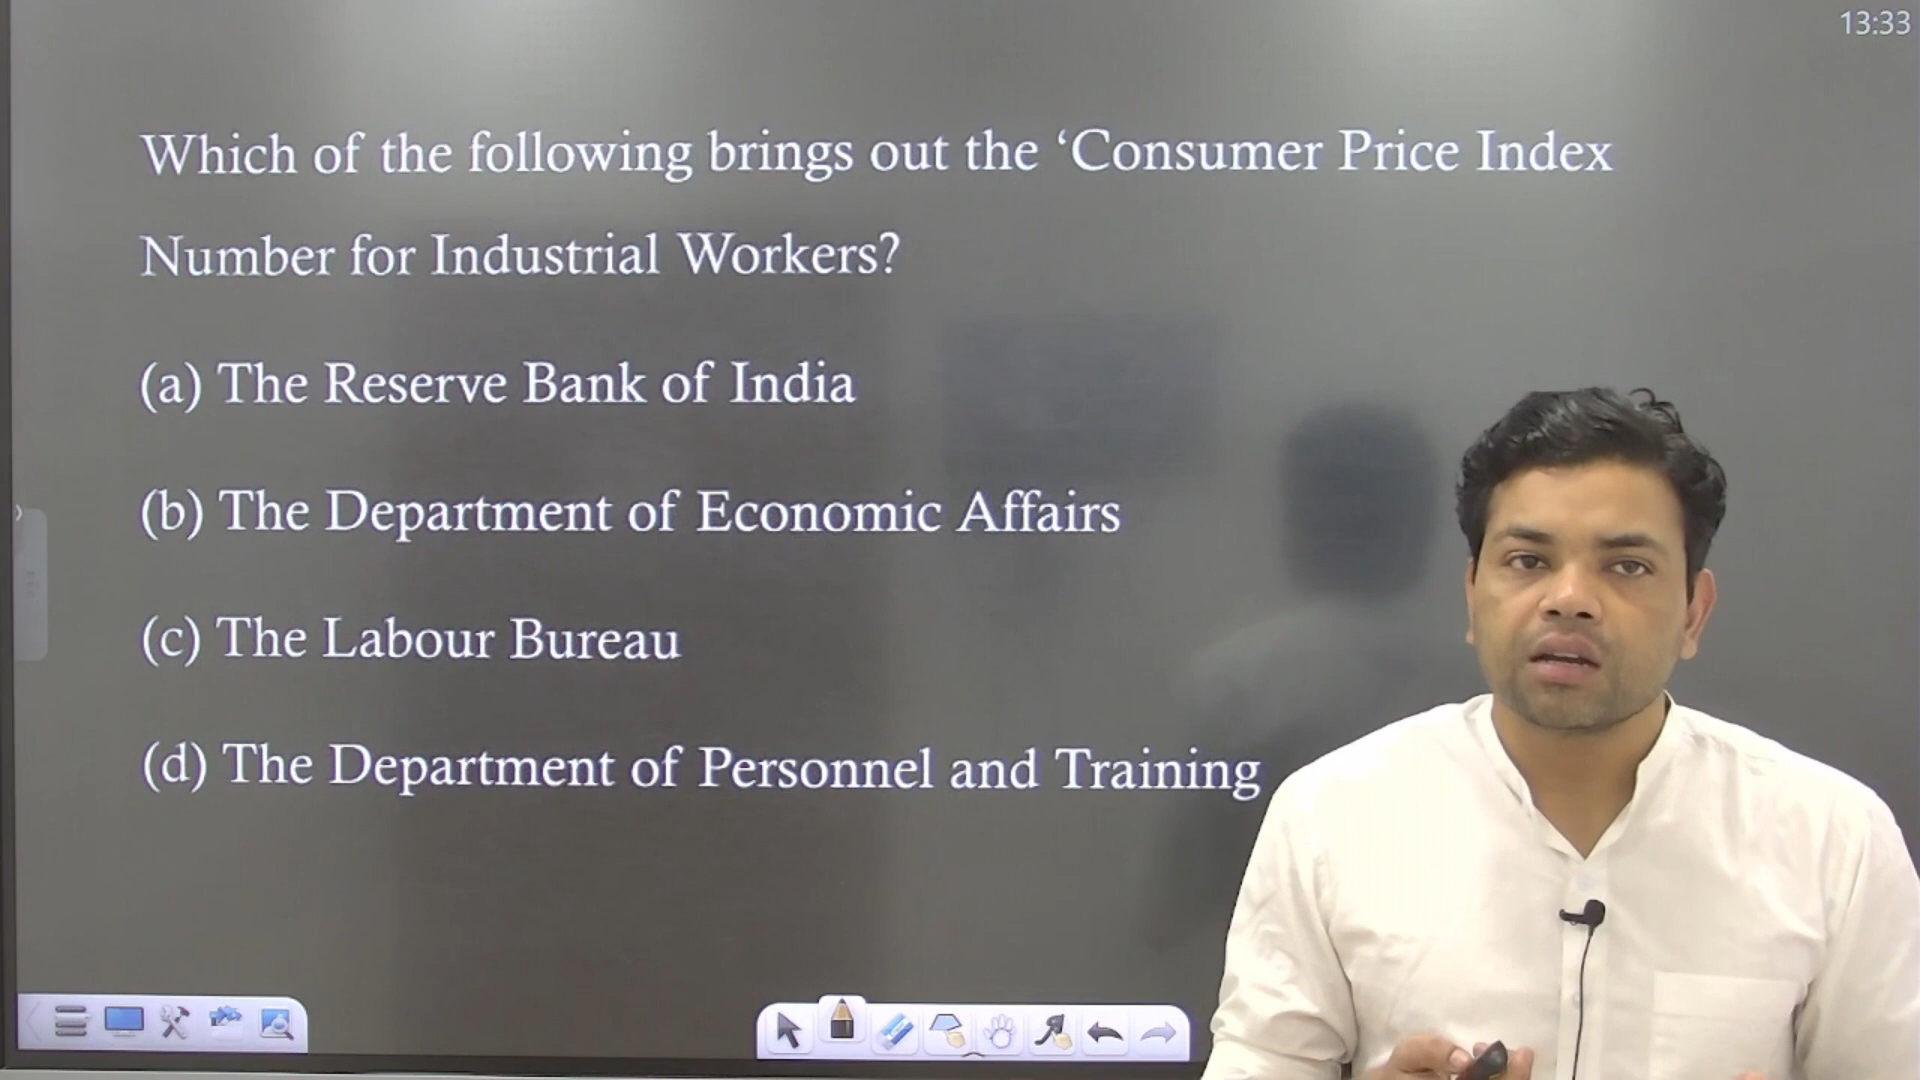 13:33
Which of the following brings out the ‘Consumer Price Index
Number for Industrial Workers?
(a) The Reserve Bank of India
(b) The Department of Economic Affairs
(c) The Labour Bureau
(d) The Department of Personnel and Training